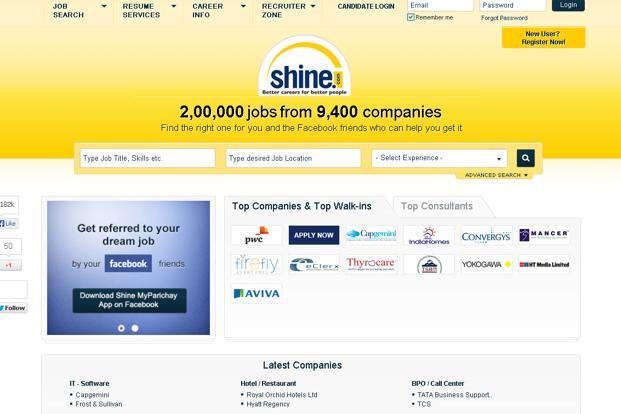 JOB SEARCH
RESUME SERVICES
CAREER INFO
RECRUITER ZONE
CANDIDATE LOGIN
Email
Password
Login
Remember me
Forgot Password
New User?
Register Now!
shine.com
Better careers for better people
2,00,000 jobs from 9,400 companies
Find the right one for you and the Facebook friends who can help you get it
Type Job Title, Skills etc.
Type desired Job Location
- Select Experience -
ADVANCED SEARCH
182k
Like
50
+1
Follow
Get referred to your
dream job
by your facebook friends.
Download Shine MyParichay
App on Facebook
Top Companies & Top Walk-ins
Top Consultants
pwc
APPLY NOW
Capgemini
IndiaHomes
CONVERGYS
MANCER
firefly
eClerx
Thyrocare
YOKOGAWA
HT Media Limited
AVIVA
Latest Companies
IT - Software
Capgemini
Frost & Sullivan
Hotel / Restaurant
Royal Orchid Hotels Ltd
Hyatt Regency
BPO / Call Center
TATA Business Support..
TCS